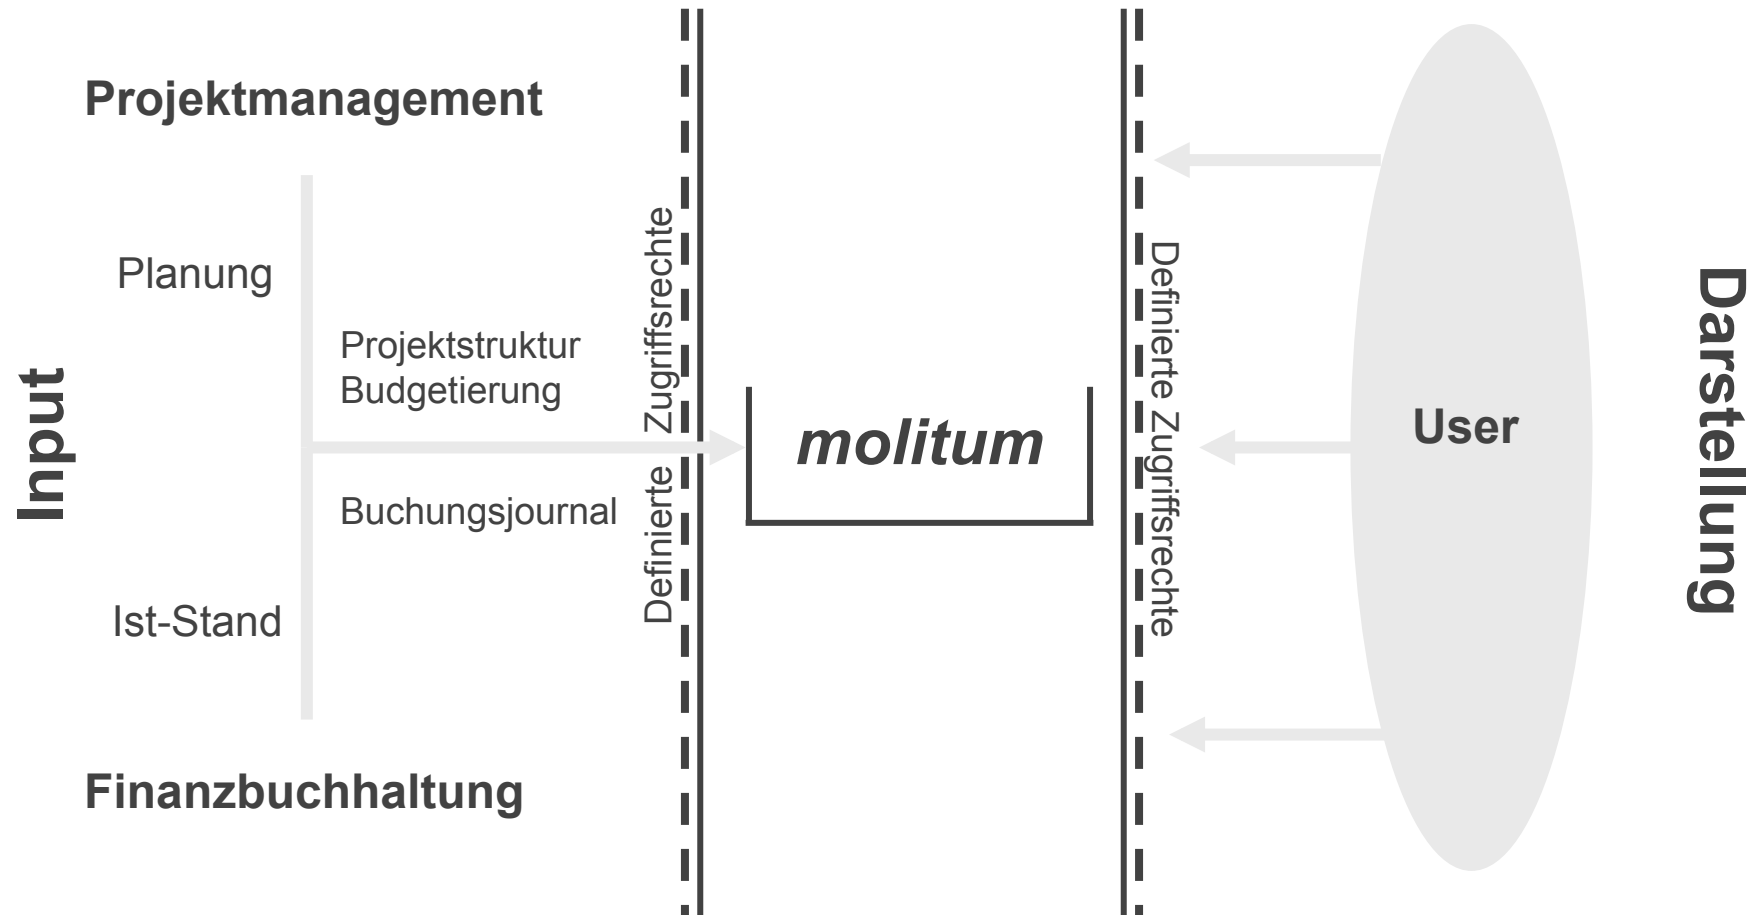 Input
Projektmanagement
Planung
Projektstruktur
Budgetierung
Buchungsjournal
Ist-Stand
Finanzbuchhaltung
Definierte Zugriffsrechte
molitum
Definierte Zugriffsrechte
User
Darstellung